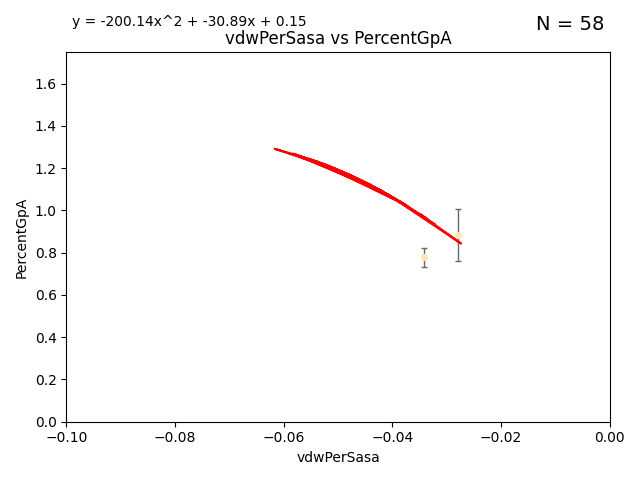 y = -200.14x^2 + -30.89x + 0.15
N = 58
vdwPerSasa vs PercentGpA
1.6
1.4
1.2
1.0
0.8
0.6
0.4
0.2
0.0
PercentGpA
−0.10 −0.08 −0.06 −0.04 −0.02 0.00
vdwPerSasa